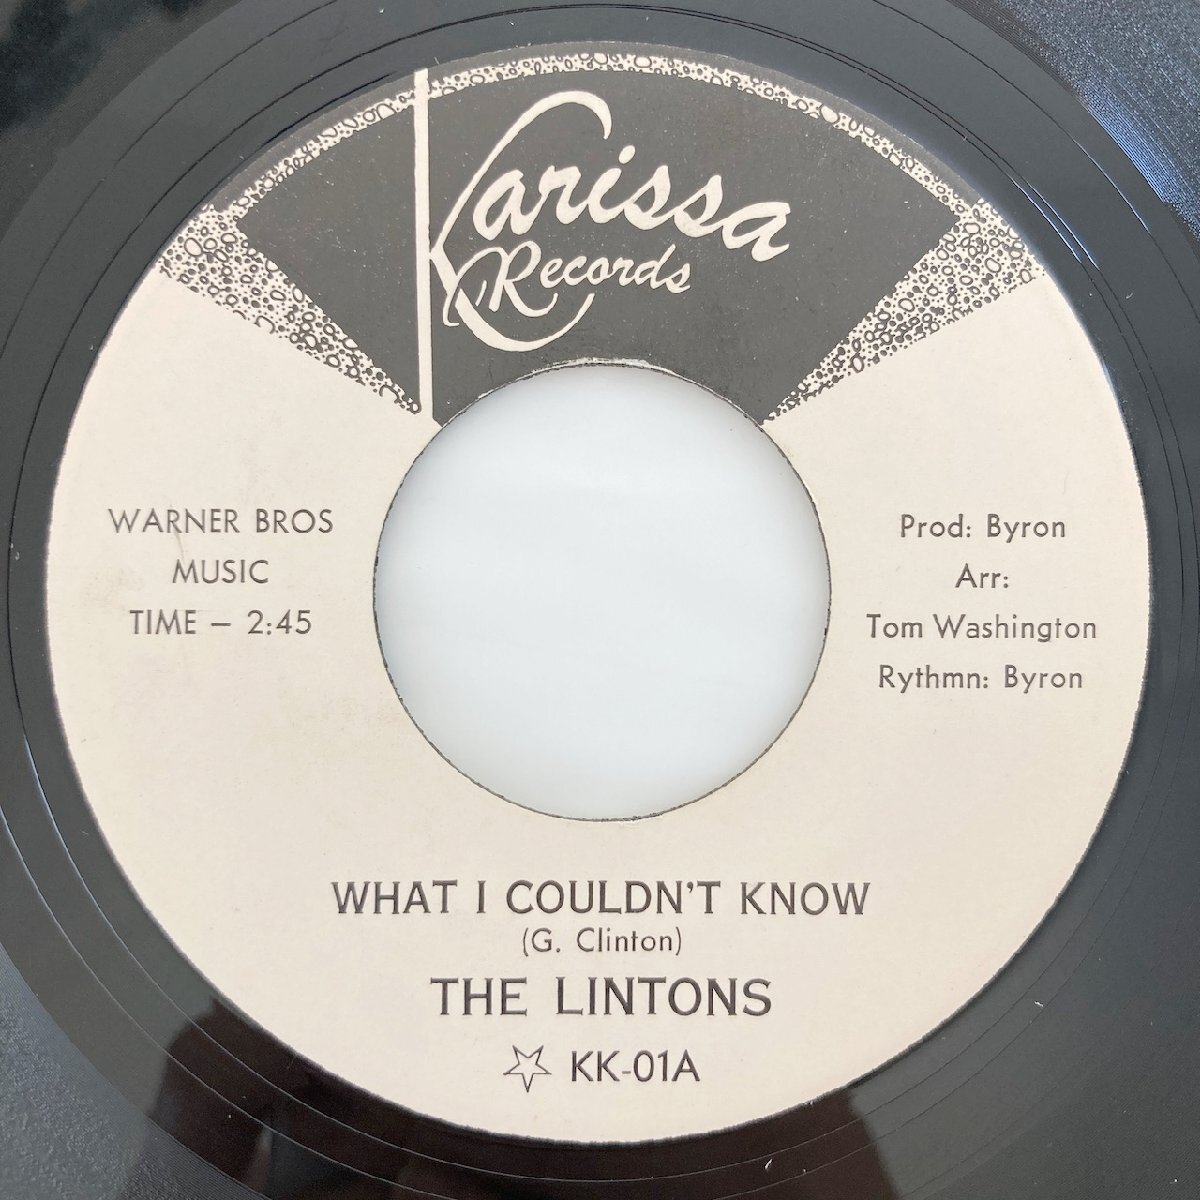 Karissa
Records
WARNER BROS
MUSIC
TIME – 2:45
Prod: Byron
Arr:
Tom Washington
Rythmn: Byron
WHAT I COULDN'T KNOW
(G. Clinton)
THE LINTONS
☆ KK-01A